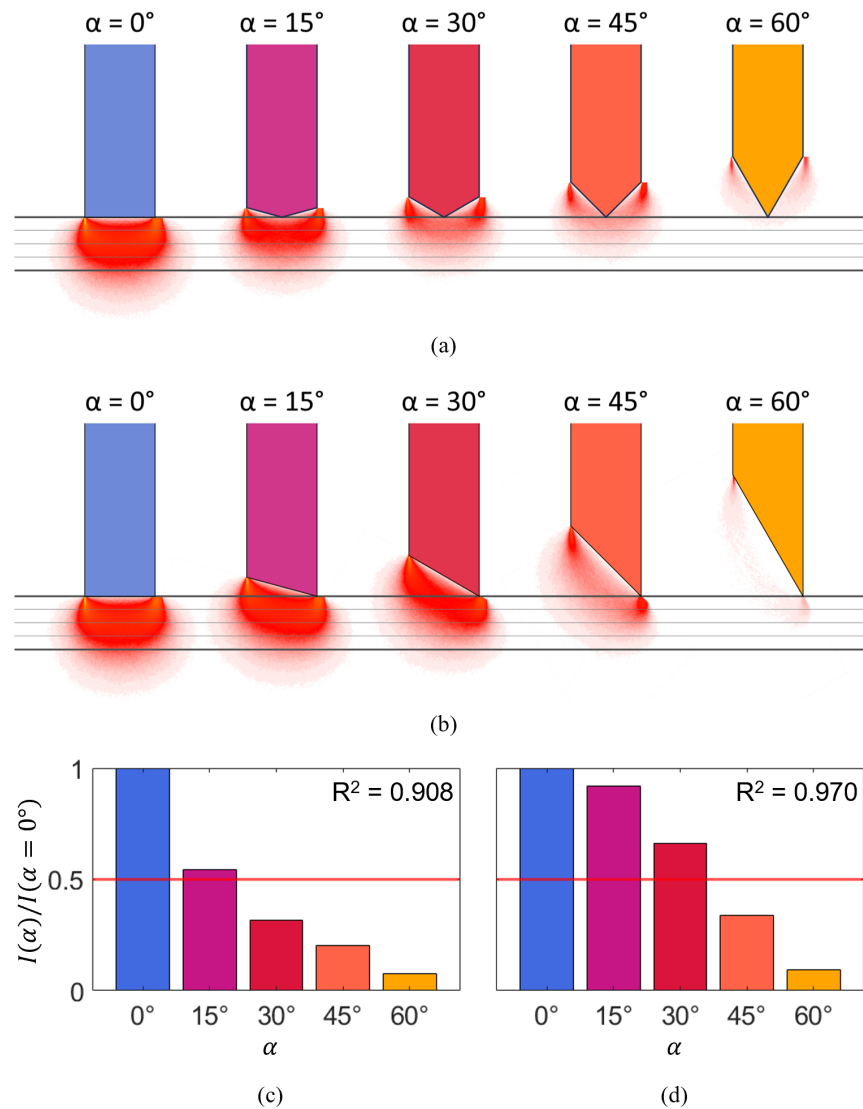 α = 0° α = 15° α = 30° α = 45° α = 60°
(a)
α = 0° α = 15° α = 30° α = 45° α = 60°
(b)
I(α)/I(α = 0°)
1
0.5
0
R² = 0.908
0° 15° 30° 45° 60°
α
(c)
R² = 0.970
0° 15° 30° 45° 60°
α
(d)